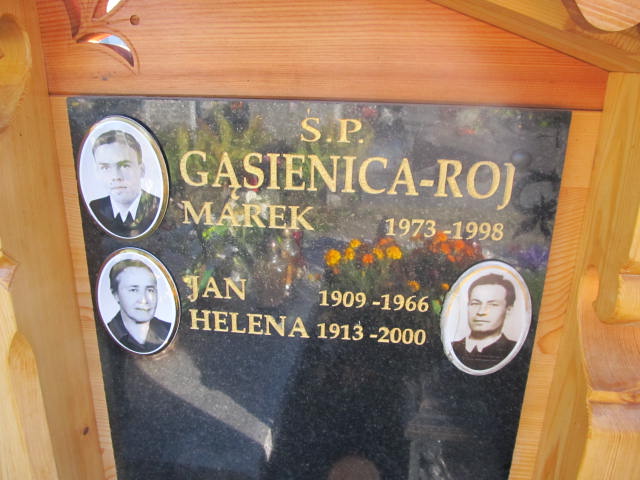 Ś.P.
GĄSIENICA-ROJ
MAREK 1973-1998
JAN 1909-1966
HELENA 1913-2000